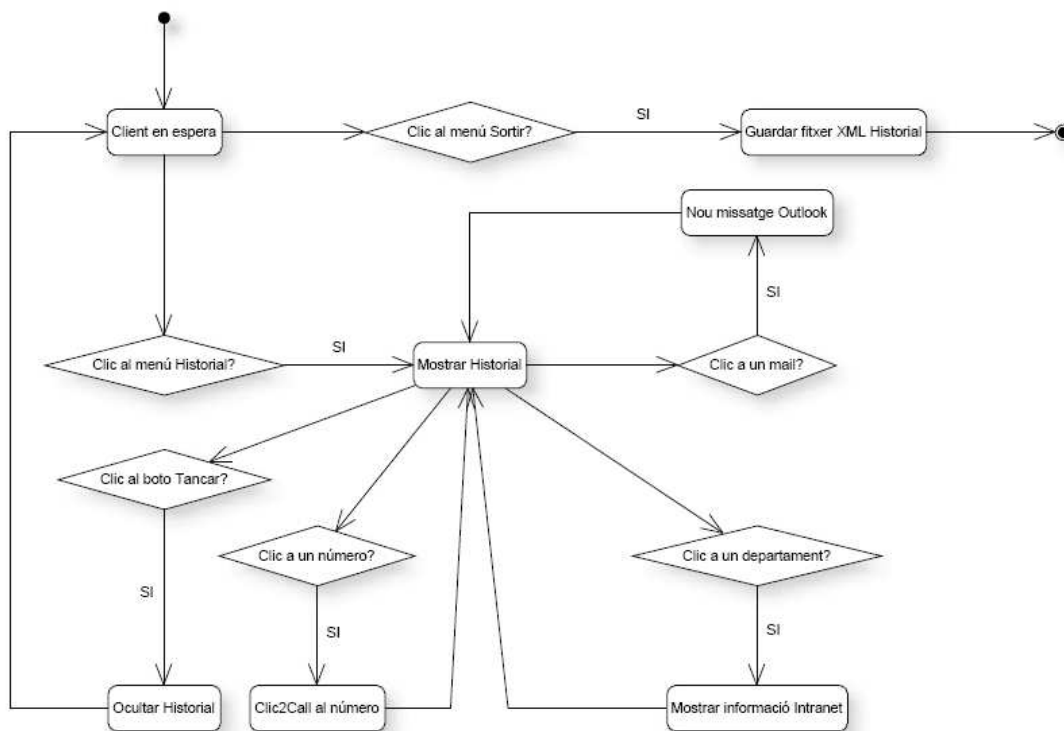 Client en espera
Clic al menú Sortir?
SI
Guardar fitxer XML Historial
Nou missatge Outlook
SI
Clic al menú Historial?
SI
Mostrar Historial
Clic a un mail?
Clic al boto Tancar?
Clic a un número?
Clic a un departament?
SI
SI
SI
Ocultar Historial
Clic2Call al número
Mostrar informació Intranet